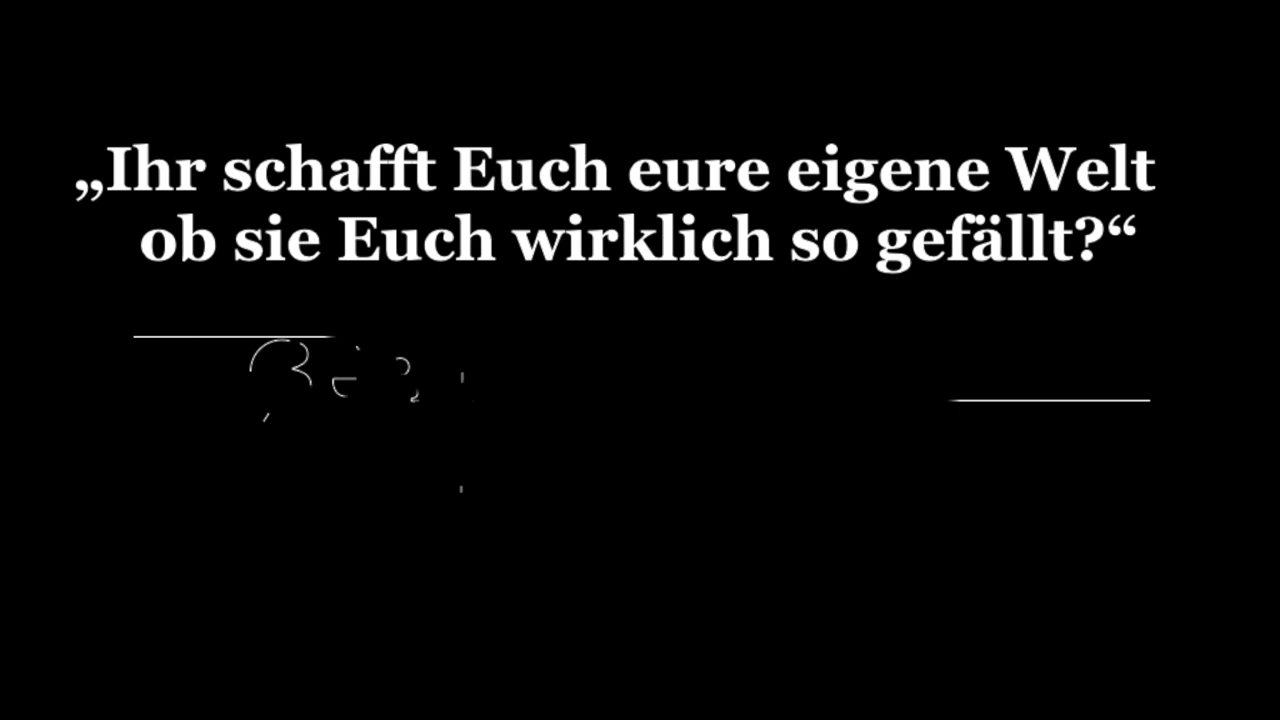 „Ihr schafft Euch eure eigene Welt
ob sie Euch wirklich so gefällt?“